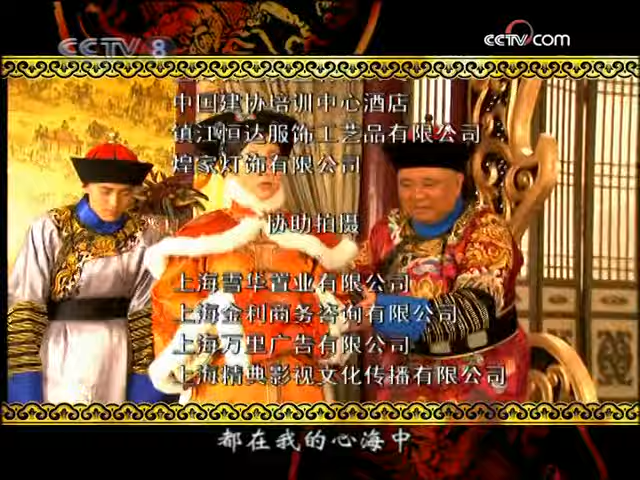 CCTV 8
CCTV.com
中国建协培训中心酒店
镇江恒达服饰工艺品有限公司
煌家灯饰有限公司
协助拍摄
上海雪华置业有限公司
上海金利商务咨询有限公司
上海万里广告有限公司
上海精典影视文化传播有限公司
都在我的心海中